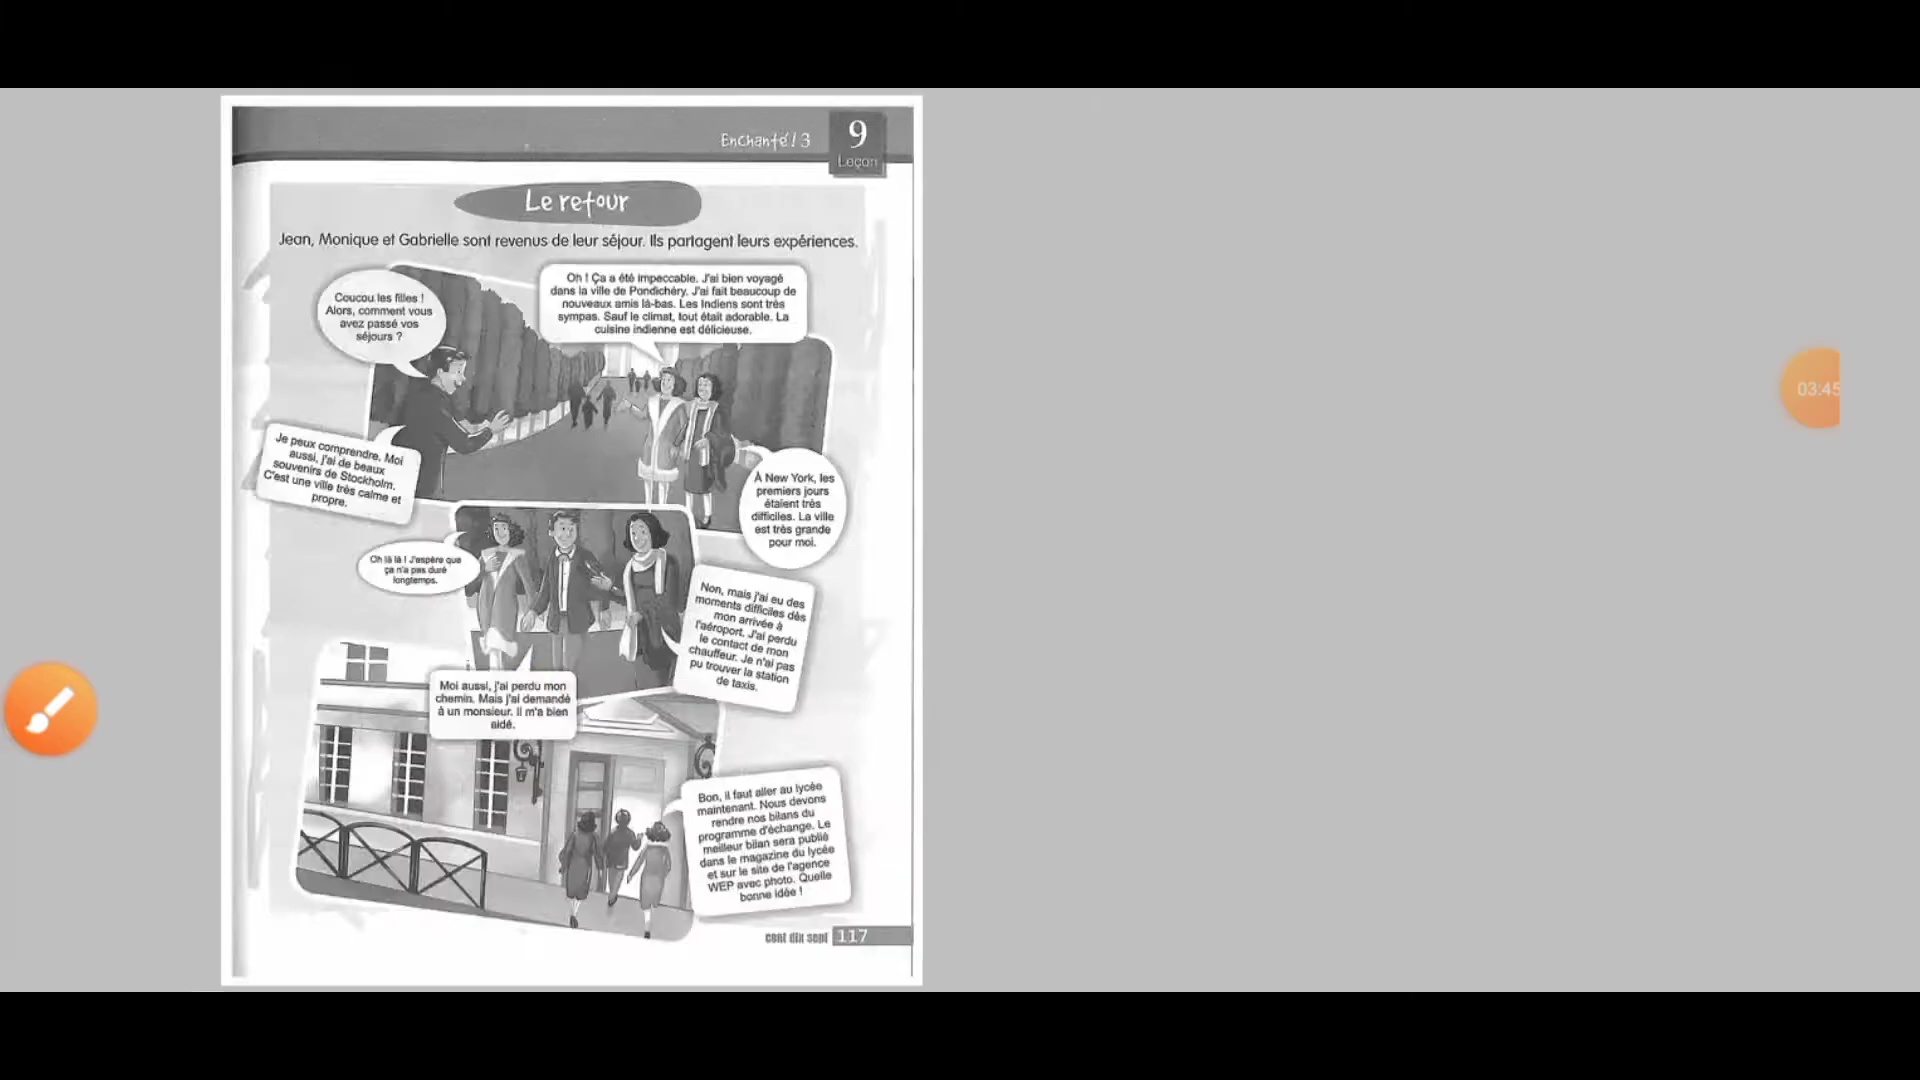 Enchanté! 3
9
Leçon
Le retour
Jean, Monique et Gabrielle sont revenus de leur séjour. Ils partagent leurs expériences.
Coucou les filles !
Alors, comment vous
avez passé vos
séjours ?
Oh ! Ça a été impeccable. J'ai bien voyagé
dans la ville de Pondichéry. J'ai fait beaucoup de
nouveaux amis là-bas. Les Indiens sont très
sympas. Sauf le climat, tout était adorable. La
cuisine indienne est délicieuse.
Je peux comprendre. Moi
aussi, j'ai de beaux
souvenirs de Stockholm.
C'est une ville très calme et
propre.
À New York, les
premiers jours
étaient très
difficiles. La ville
est très grande
pour moi.
Oh là là ! J'espère que
ça n'a pas duré
longtemps.
Non, mais j'ai eu des
moments difficiles dès
mon arrivée à
l'aéroport. J'ai perdu
le contact de mon
chauffeur. Je n'ai pas
pu trouver la station
de taxis.
Moi aussi, j'ai perdu mon
chemin. Mais j'ai demandé
à un monsieur. Il m'a bien
aidé.
Bon, il faut aller au lycée
maintenant. Nous devons
rendre nos bilans du
programme d'échange. Le
meilleur bilan sera publié
dans le magazine du lycée
et sur le site de l'agence
WEP avec photo. Quelle
bonne idée !
cent dix sept 117
03:45